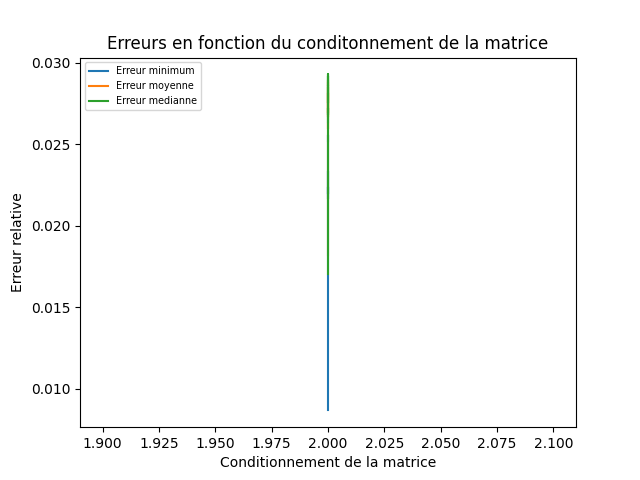 Erreurs en fonction du conditonnement de la matrice
Erreur minimum
Erreur moyenne
Erreur medianne
Erreur relative
0.030
0.025
0.020
0.015
0.010
1.900 1.925 1.950 1.975 2.000 2.025 2.050 2.075 2.100
Conditionnement de la matrice